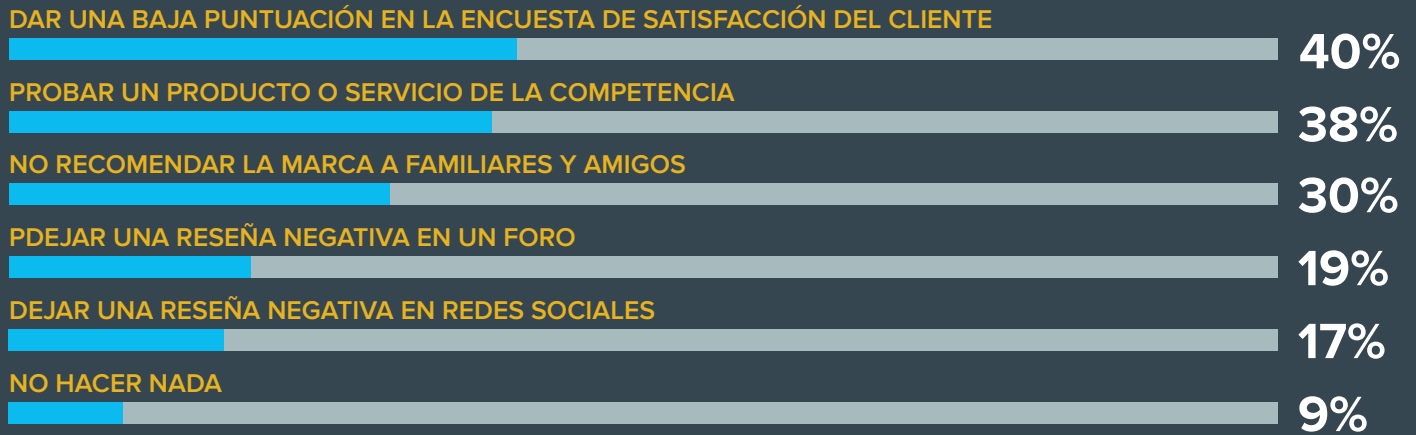 DAR UNA BAJA PUNTUACIÓN EN LA ENCUESTA DE SATISFACCIÓN DEL CLIENTE
40%
PROBAR UN PRODUCTO O SERVICIO DE LA COMPETENCIA
38%
NO RECOMENDAR LA MARCA A FAMILIARES Y AMIGOS
30%
PDEJAR UNA RESEÑA NEGATIVA EN UN FORO
19%
DEJAR UNA RESEÑA NEGATIVA EN REDES SOCIALES
17%
NO HACER NADA
9%